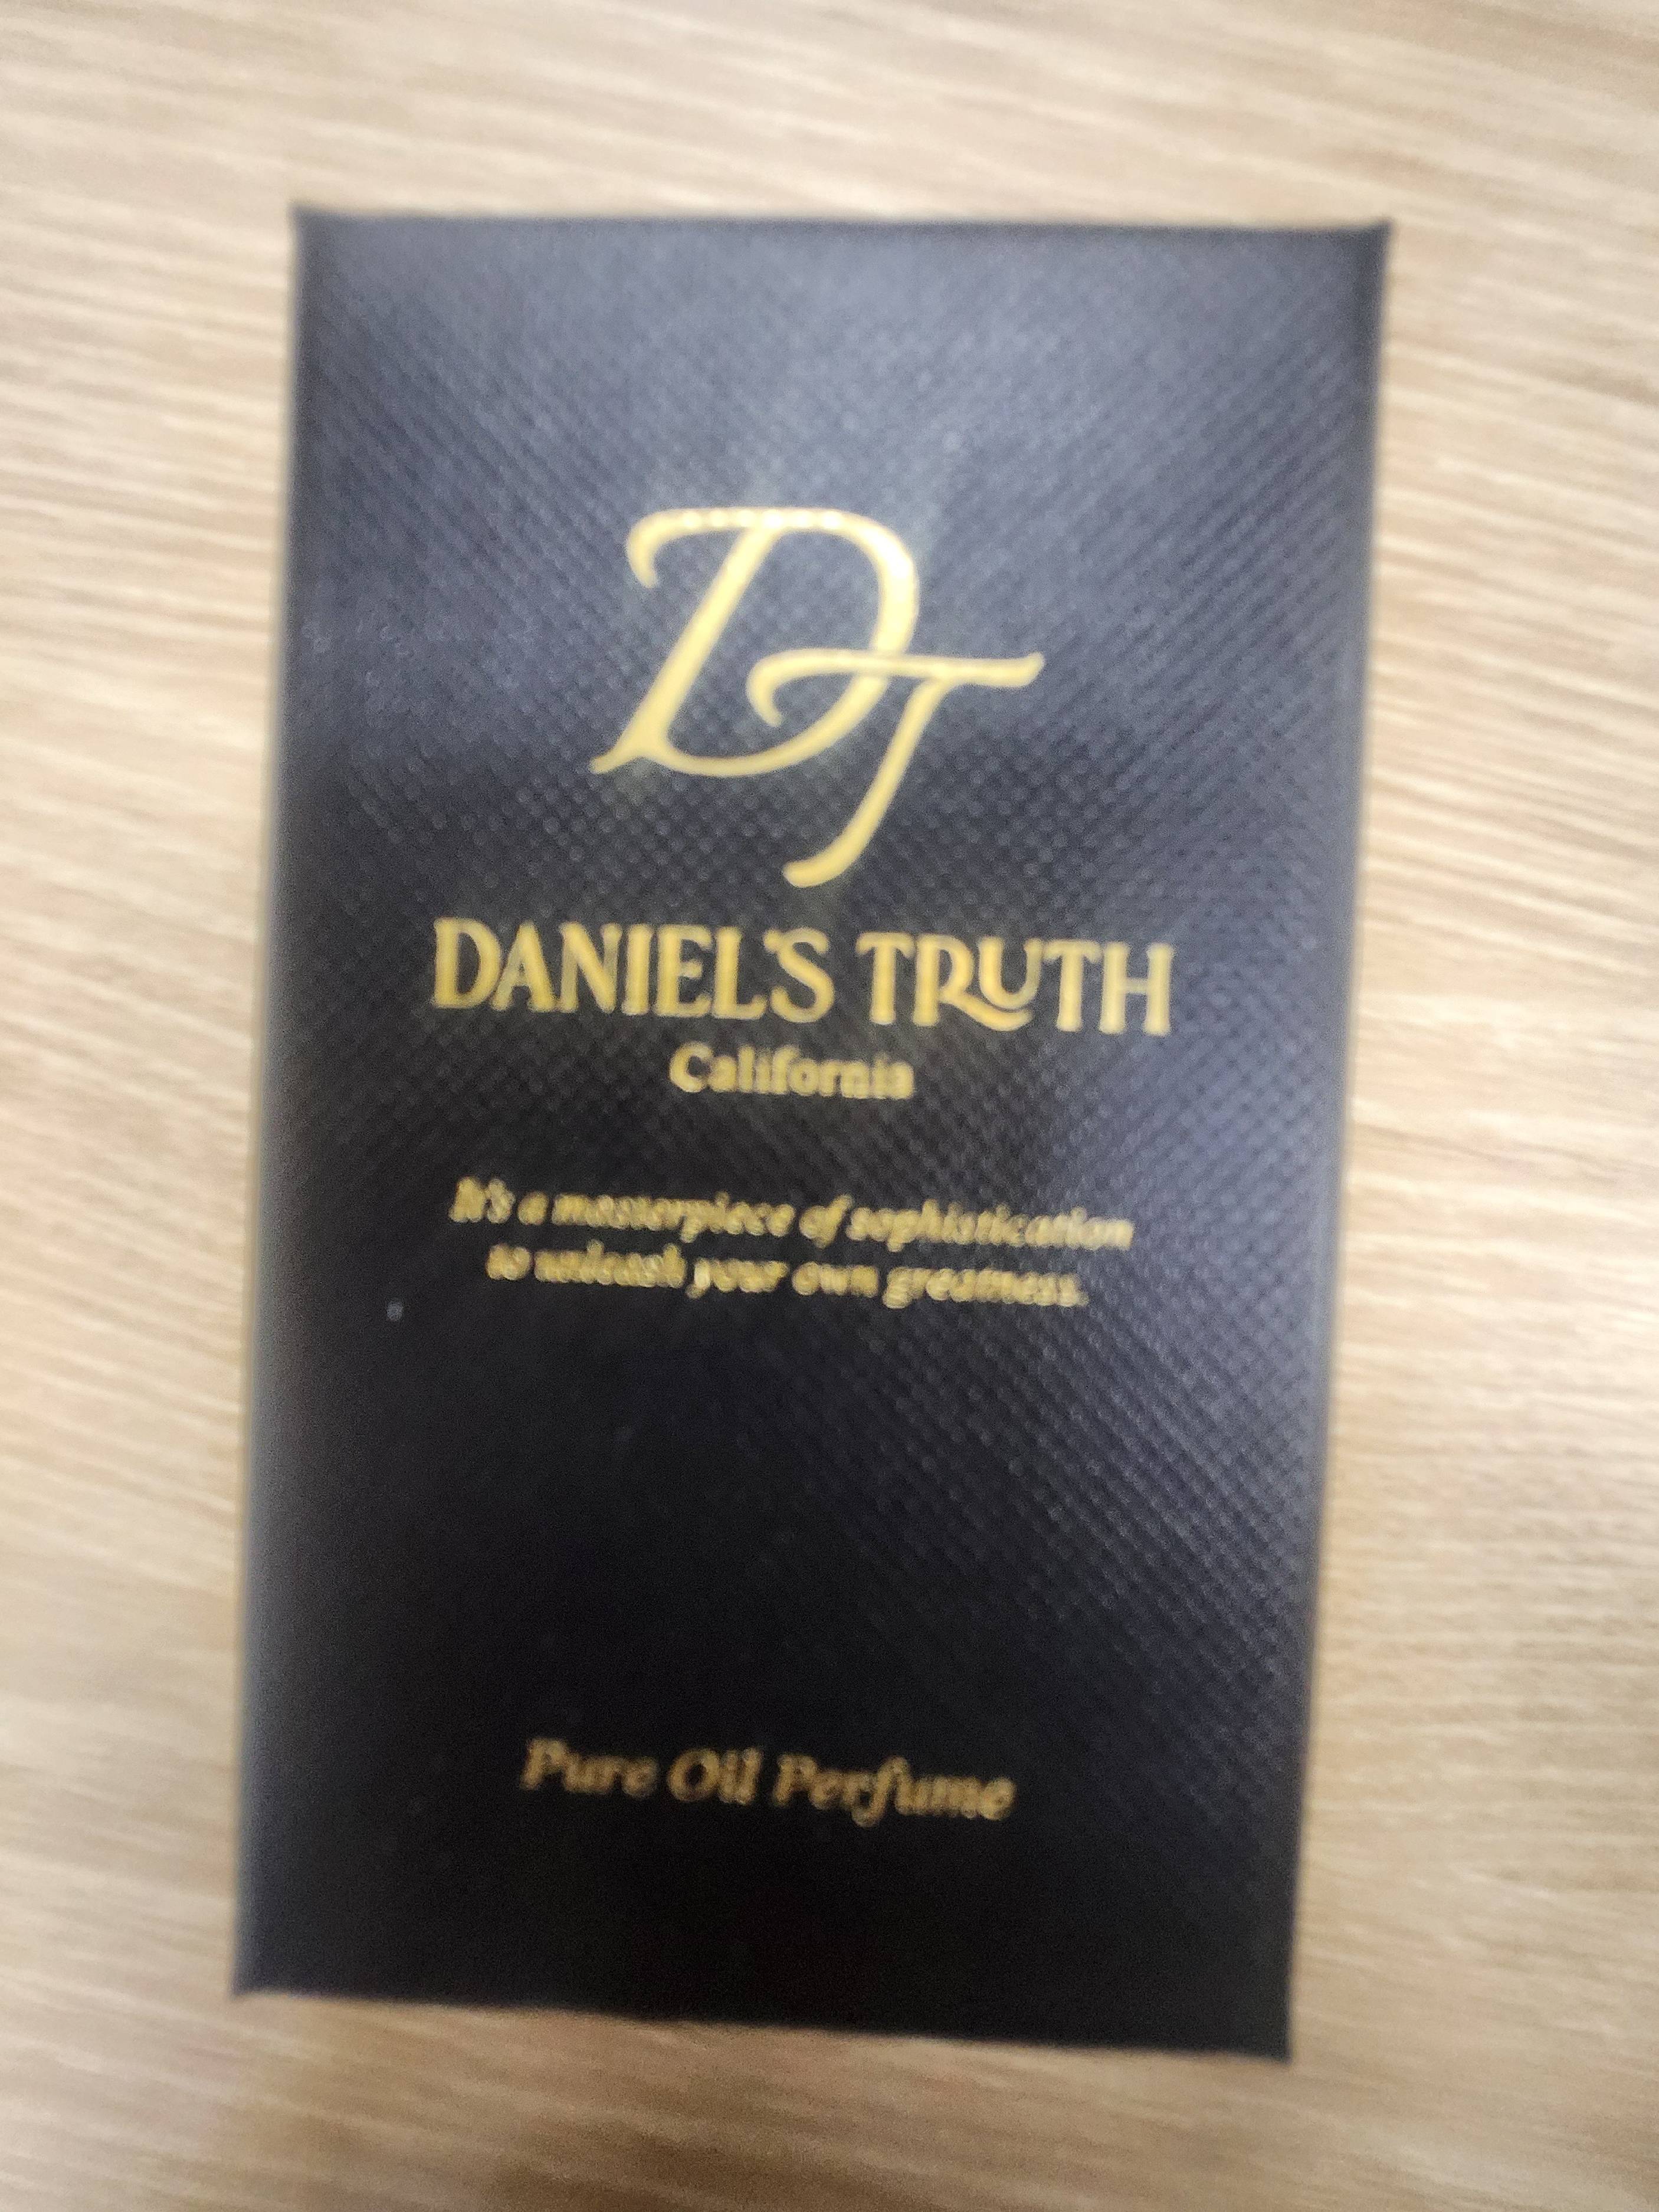 DT
DANIEL'S TRUTH
California
It's a masterpiece of sophistication
to unleash your own greatness.
Pure Oil Perfume